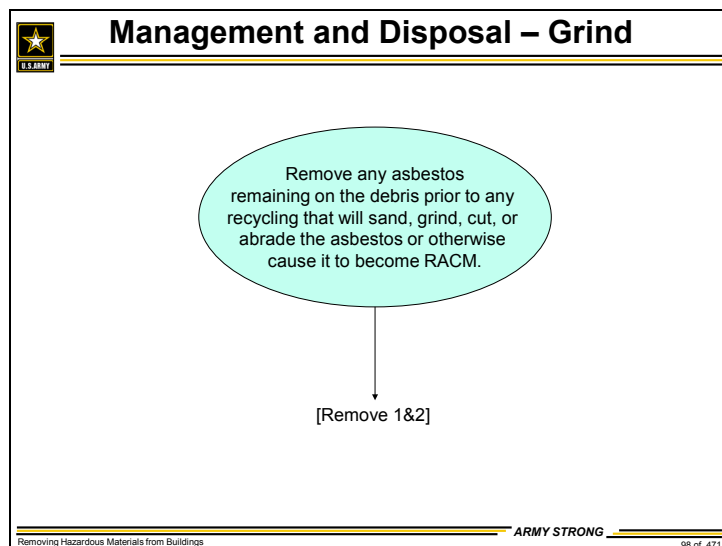 Management and Disposal – Grind
U.S.ARMY
Remove any asbestos
remaining on the debris prior to any
recycling that will sand, grind, cut, or
abrade the asbestos or otherwise
cause it to become RACM.
[Remove 1&2]
ARMY STRONG
Removing Hazardous Materials from Buildings
98 of 471